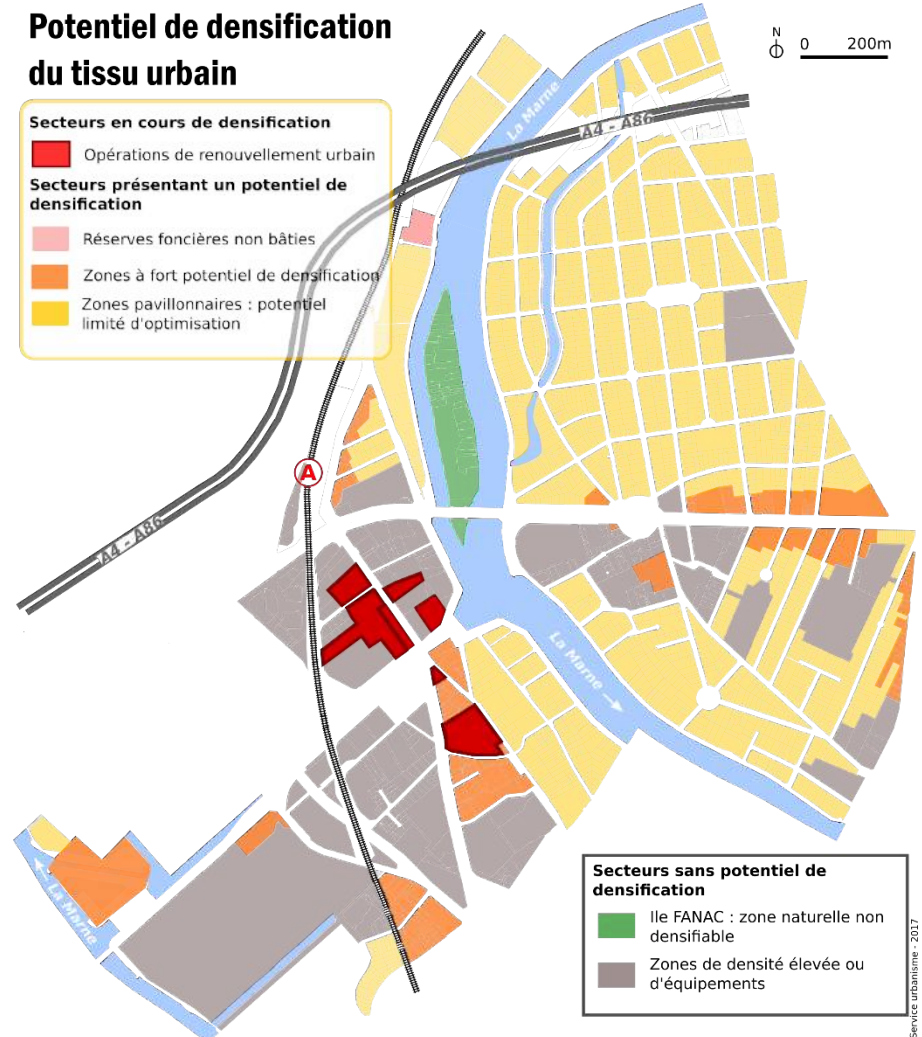 Potentiel de densification
du tissu urbain
N
0 200m
Secteurs en cours de densification
Opérations de renouvellement urbain
Secteurs présentant un potentiel de
densification
Réserves foncières non bâties
Zones à fort potentiel de densification
Zones pavillonnaires : potentiel
limité d'optimisation
La Marne
A4 - A86
A
A4 - A86
La Marne
La Marne
Secteurs sans potentiel de
densification
Ile FANAC : zone naturelle non
densifiable
Zones de densité élevée ou
d'équipements
Service urbanisme - 2017